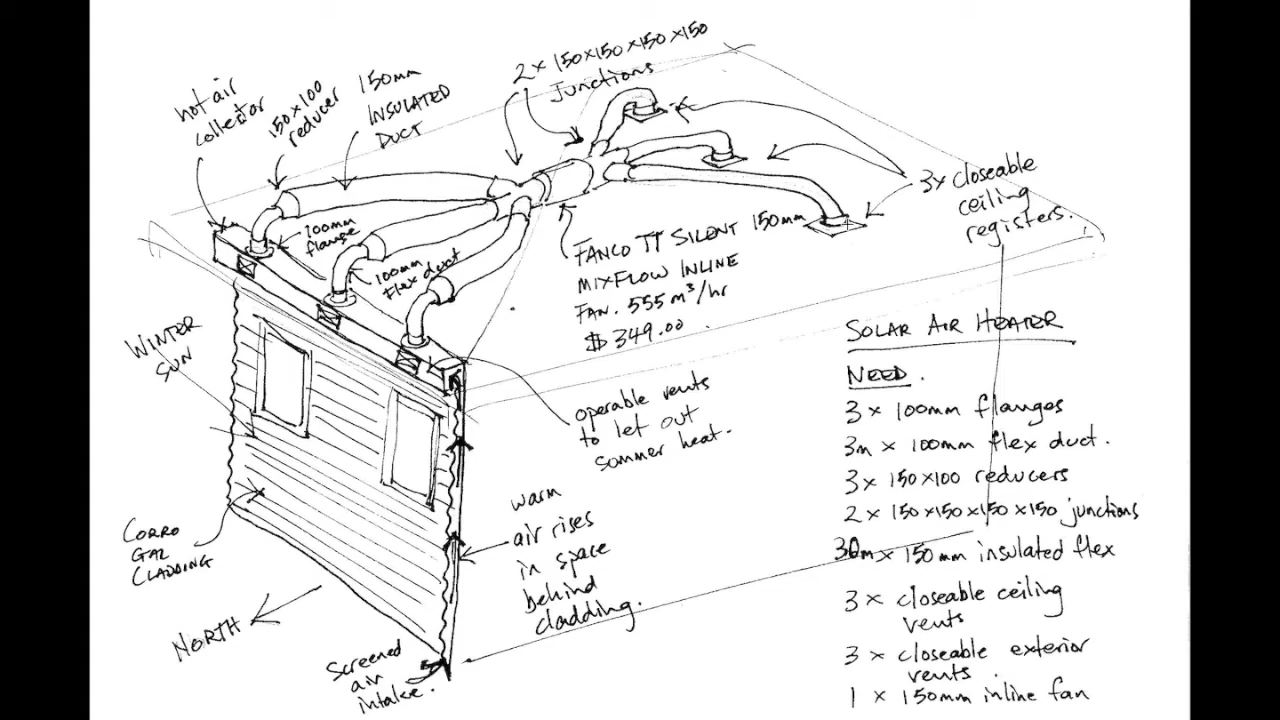 hot air
collector
150x100
reducer
150mm
INSULATED
DUCT
2 x 150x150x150x150
junctions
3x closeable
ceiling
registers.
100mm
flange
100mm
flex duct
FANCO TT SILENT 150mm
MIXFLOW INLINE
FAN. 555 m³/hr
$ 349.00
WINTER
SUN
operable vents
to let out
sommer heat.
warm
air rises
in space
behind
cladding.
CORRO
GAL
CLADDING
NORTH
Screened
air
intake.
SOLAR AIR HEATER
NEED.
3 x 100mm flanges
3m x 100mm flex duct.
3 x 150x100 reducers
2 x 150x150x150x150 junctions
30m x 150mm insulated flex
3 x closeable ceiling
vents
3 x closeable exterior
vents.
1 x 150mm inline fan